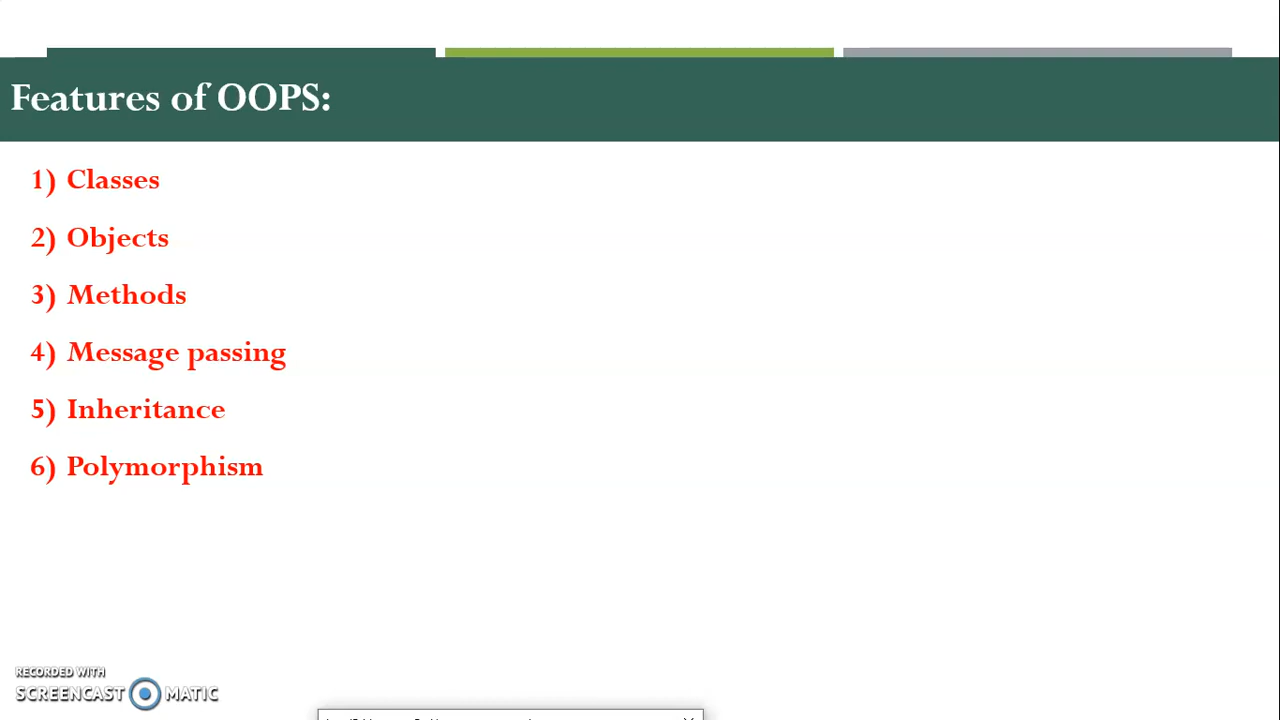 Features of OOPS:
1) Classes
2) Objects
3) Methods
4) Message passing
5) Inheritance
6) Polymorphism
RECORDED WITH
SCREENCAST MATIC